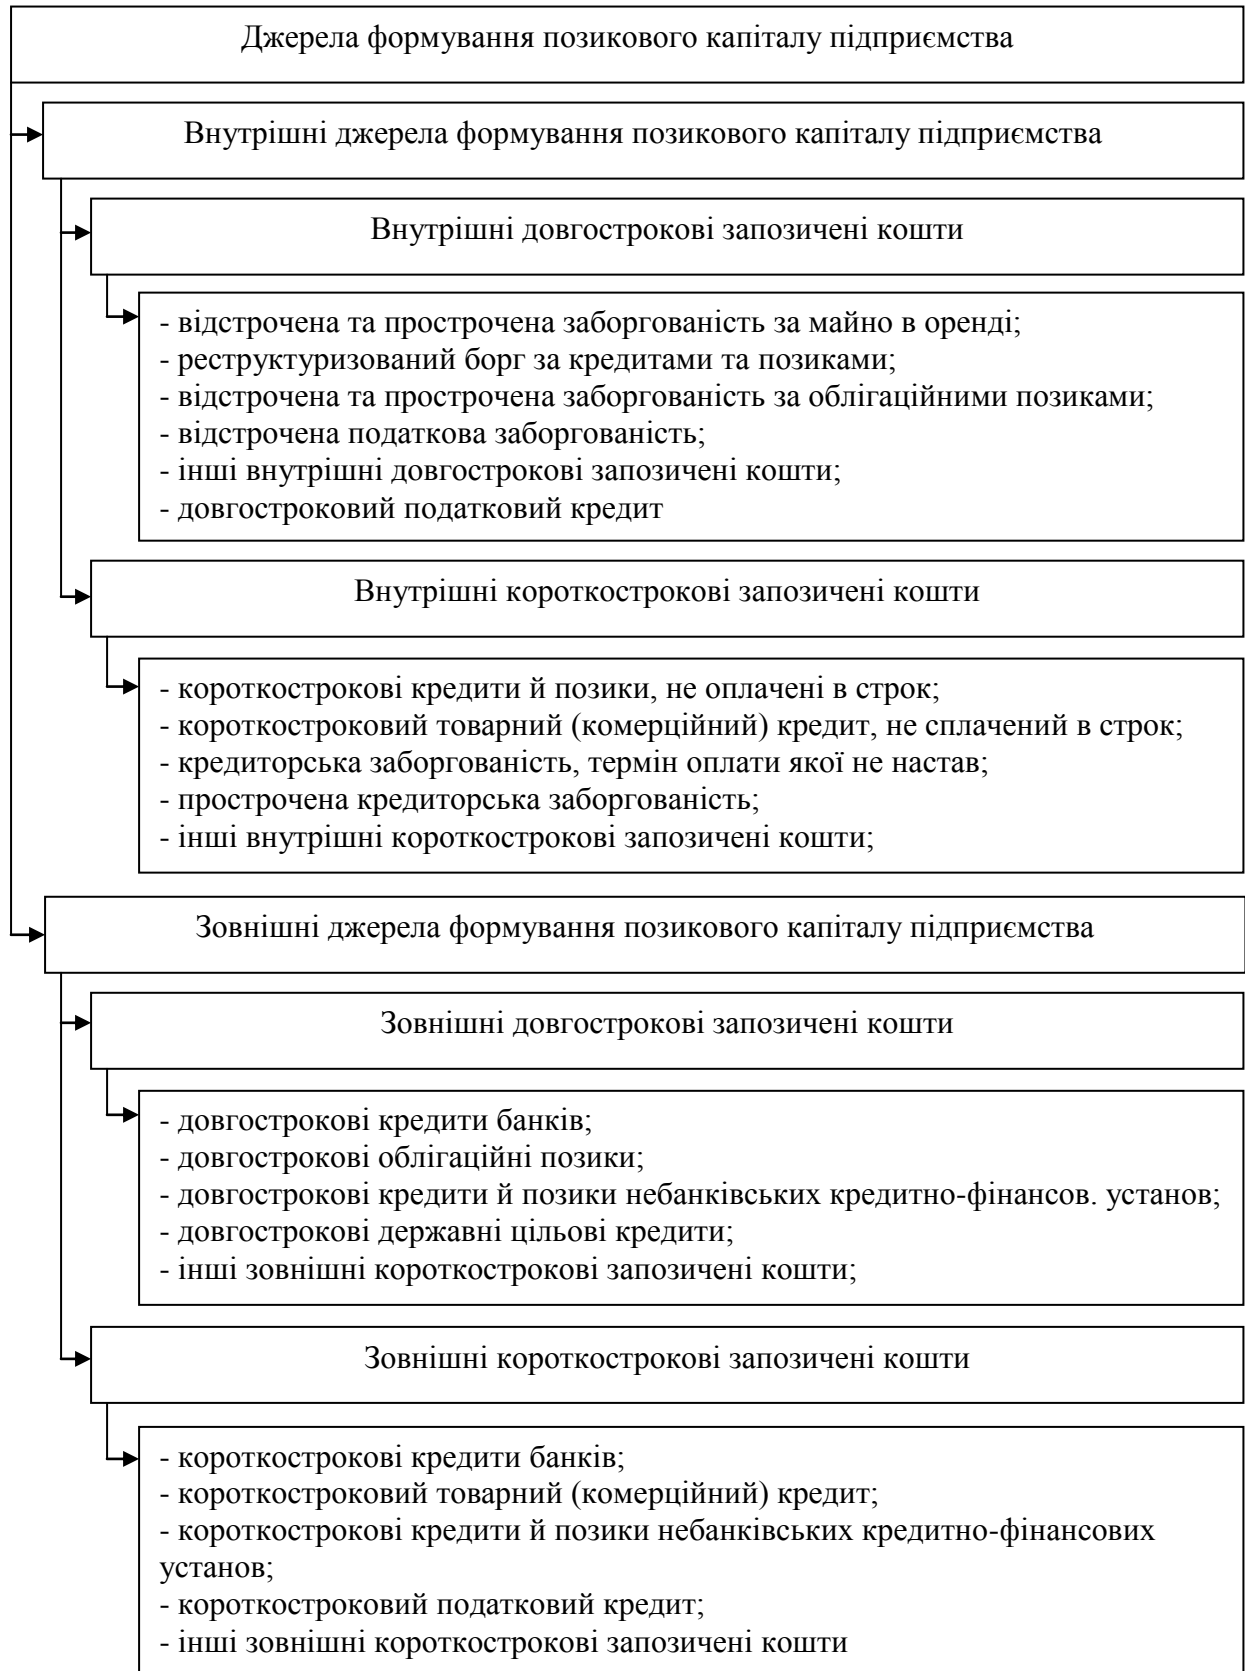 Джерела формування позикового капіталу підприємства
Внутрішні джерела формування позикового капіталу підприємства
Внутрішні довгострокові запозичені кошти
- відстрочена та прострочена заборгованість за майно в оренді;
- реструктуризований борг за кредитами та позиками;
- відстрочена та прострочена заборгованість за облігаційними позиками;
- відстрочена податкова заборгованість;
- інші внутрішні довгострокові запозичені кошти;
- довгостроковий податковий кредит
Внутрішні короткострокові запозичені кошти
- короткострокові кредити й позики, не оплачені в строк;
- короткостроковий товарний (комерційний) кредит, не сплачений в строк;
- кредиторська заборгованість, термін оплати якої не настав;
- прострочена кредиторська заборгованість;
- інші внутрішні короткострокові запозичені кошти;
Зовнішні джерела формування позикового капіталу підприємства
Зовнішні довгострокові запозичені кошти
- довгострокові кредити банків;
- довгострокові облігаційні позики;
- довгострокові кредити й позики небанківських кредитно-фінансов. установ;
- довгострокові державні цільові кредити;
- інші зовнішні короткострокові запозичені кошти;
Зовнішні короткострокові запозичені кошти
- короткострокові кредити банків;
- короткостроковий товарний (комерційний) кредит;
- короткострокові кредити й позики небанківських кредитно-фінансових
установ;
- короткостроковий податковий кредит;
- інші зовнішні короткострокові запозичені кошти